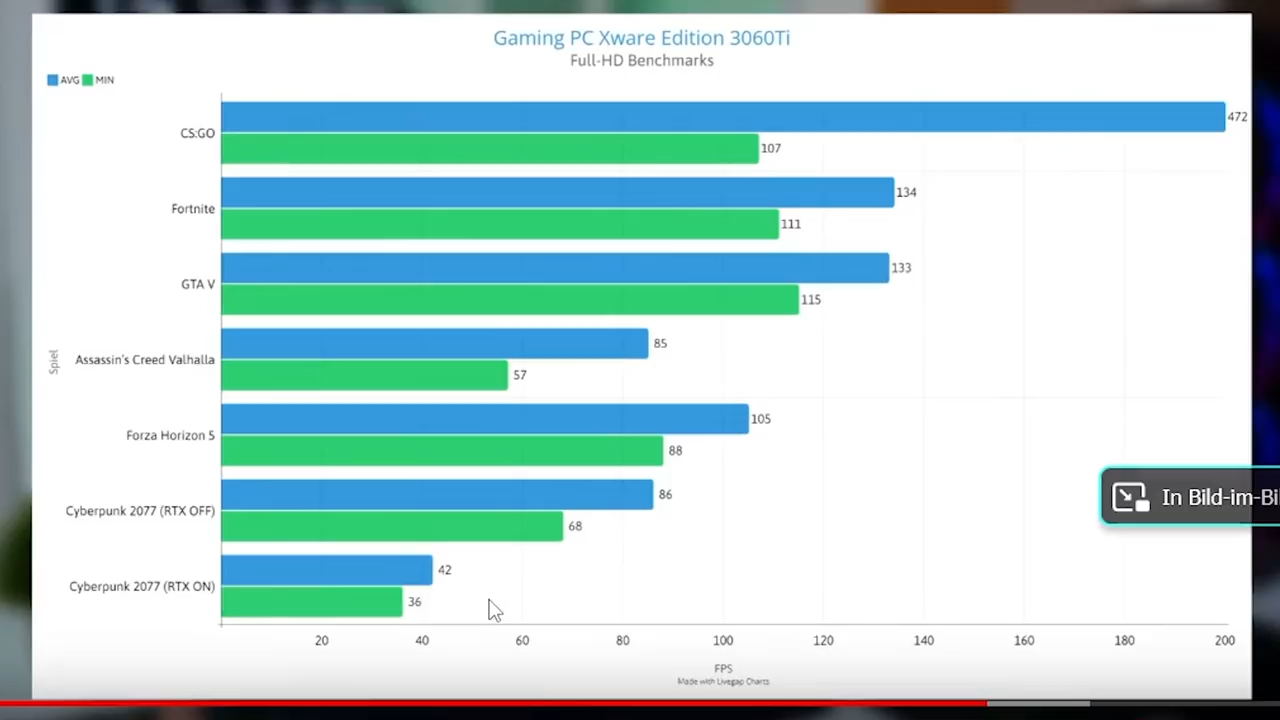 Gaming PC Xware Edition 3060Ti
Full-HD Benchmarks
AVG MIN
CS:GO 472
107
Fortnite 134
111
GTA V 133
115
Assassin's Creed Valhalla 85
57
Spiel
Forza Horizon 5 105
88
Cyberpunk 2077 (RTX OFF) 86
68
Cyberpunk 2077 (RTX ON) 42
36
In Bild-im-Bi
20 40 60 80 100 120 140 160 180 200
FPS
Made with Livegap Charts